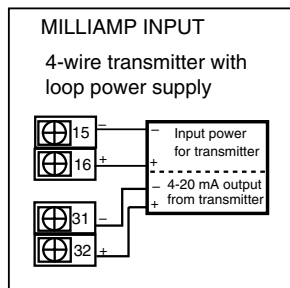 MILLIAMP INPUT
4-wire transmitter with
loop power supply
15 – – Input power
for transmitter
16 + +
31 – – 4-20 mA output
from transmitter
32 + +